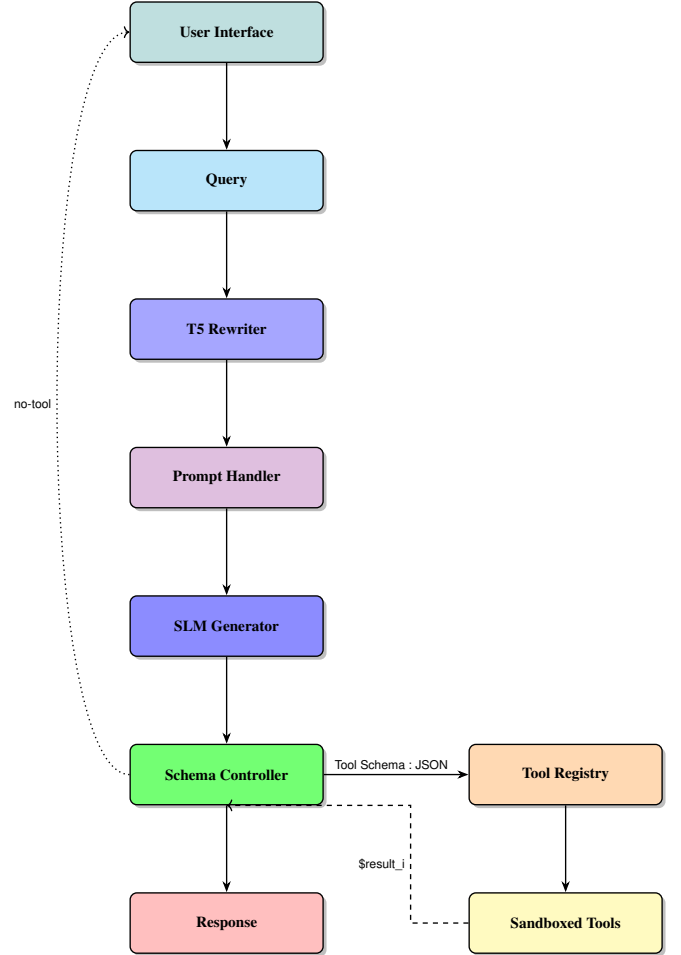 User Interface
Query
T5 Rewriter
no-tool
Prompt Handler
SLM Generator
Schema Controller
Tool Schema : JSON
Tool Registry
$result_i
Response
Sandboxed Tools